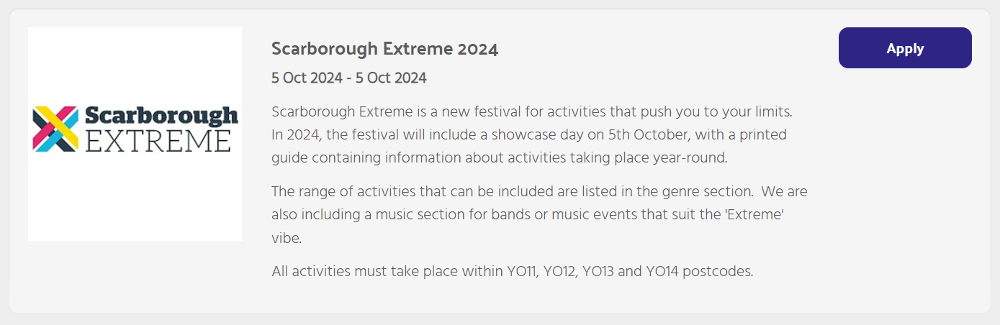 Scarborough
EXTREME
Scarborough Extreme 2024
5 Oct 2024 - 5 Oct 2024
Scarborough Extreme is a new festival for activities that push you to your limits.
In 2024, the festival will include a showcase day on 5th October, with a printed
guide containing information about activities taking place year-round.
The range of activities that can be included are listed in the genre section.  We are
also including a music section for bands or music events that suit the 'Extreme'
vibe.
All activities must take place within YO11, YO12, YO13 and YO14 postcodes.
Apply